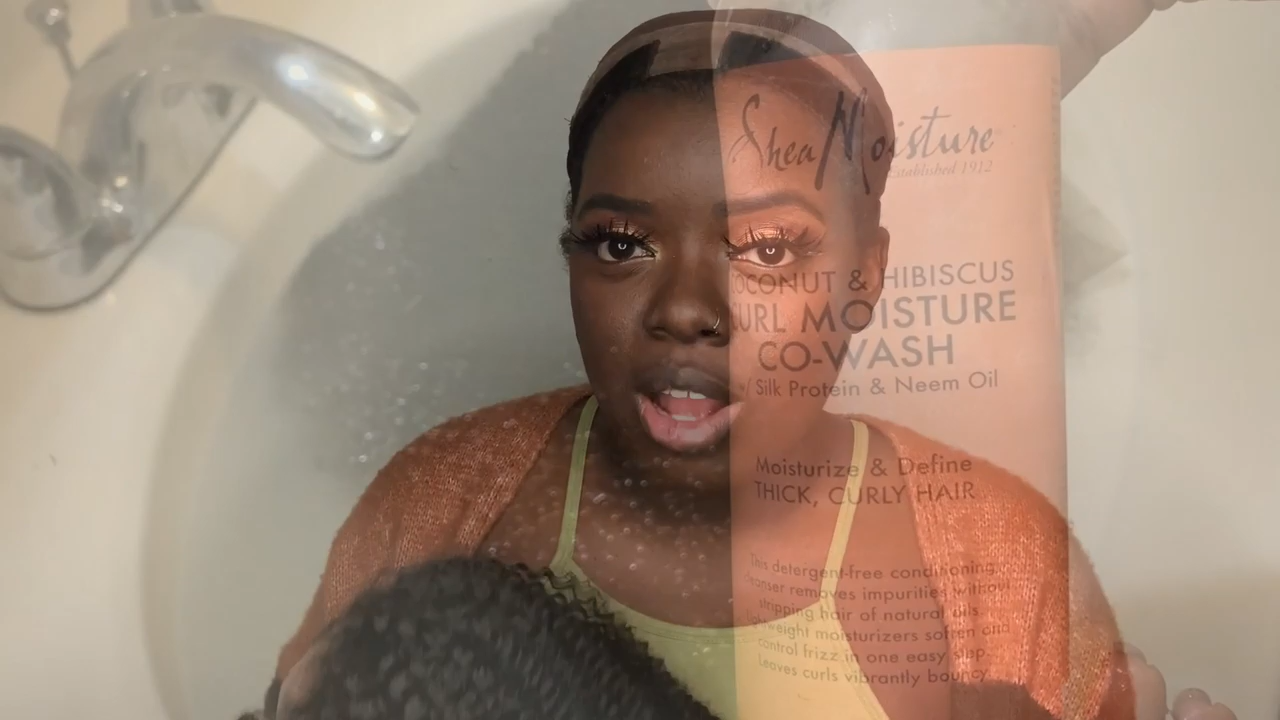 SheaMoisture
Established 1912
COCONUT & HIBISCUS
CURL MOISTURE
CO-WASH
w/ Silk Protein & Neem Oil
Moisturize & Define
THICK, CURLY HAIR
This detergent-free conditioning
cleanser removes impurities without
stripping hair of natural oils.
Lightweight moisturizers soften and
control frizz in one easy step.
Leaves curls vibrantly bouncy.